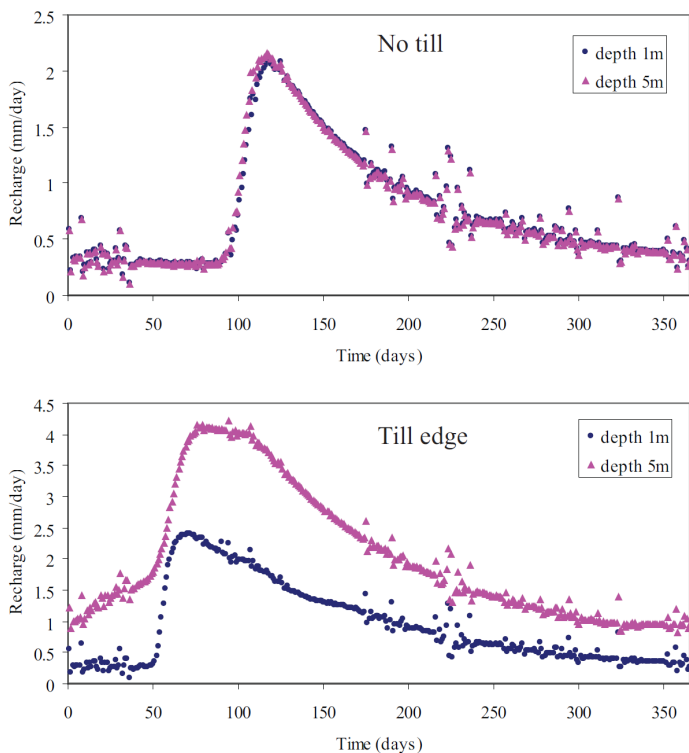 2.5
No till
depth 1m
depth 5m
2
1.5
1
0.5
0
Recharge (mm/day)
0 50 100 150 200 250 300 350
Time (days)
4.5
Till edge
depth 1m
depth 5m
4
3.5
3
2.5
2
1.5
1
0.5
0
Recharge (mm/day)
0 50 100 150 200 250 300 350
Time (days)